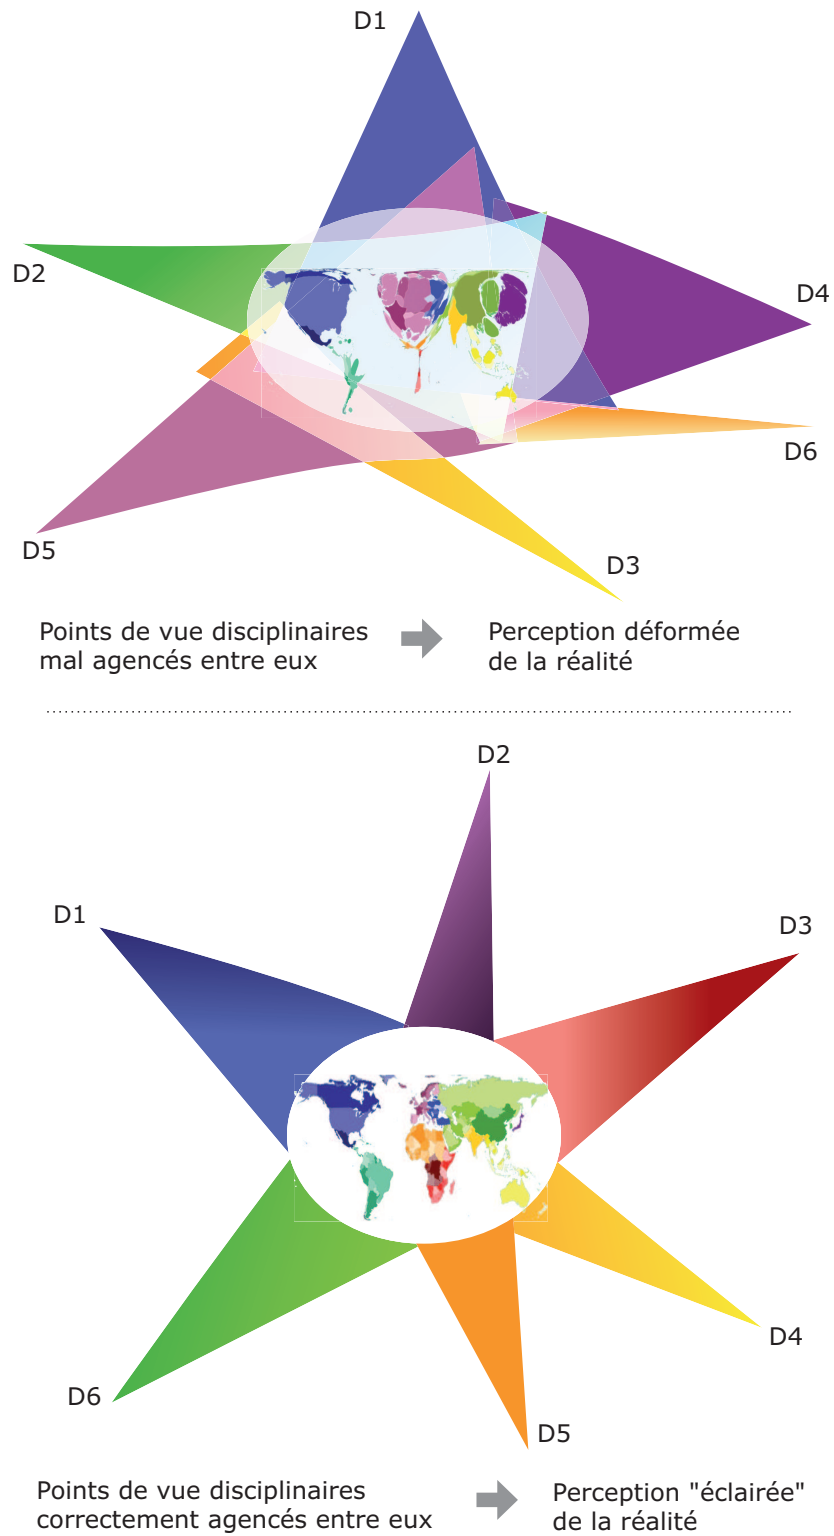 D1
D2
D4
D6
D5
D3
Points de vue disciplinaires
mal agencés entre eux
Perception déformée
de la réalité
D2
D1
D3
D4
D6
D5
Points de vue disciplinaires
correctement agencés entre eux
Perception "éclairée"
de la réalité